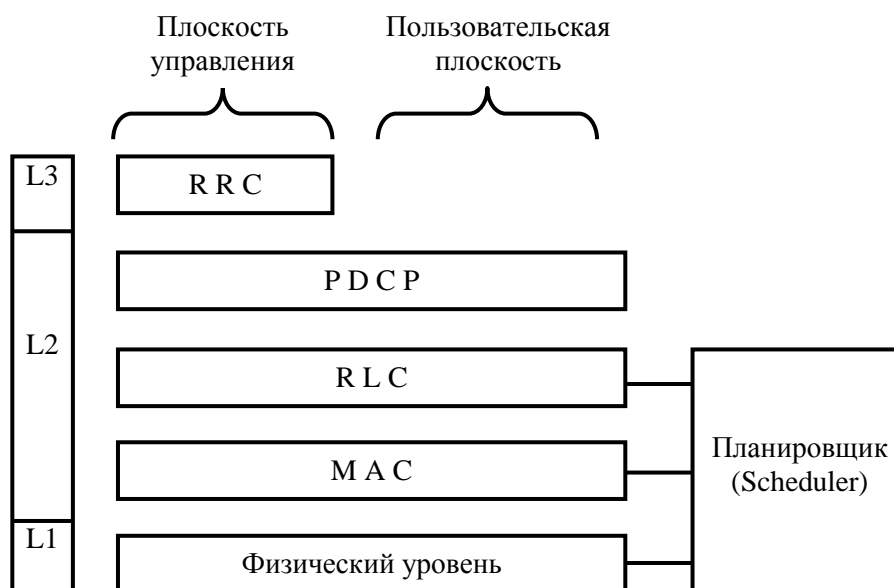 Плоскость
управления
Пользовательская
плоскость
L3
R R C
P D C P
L2
R L C
M A C
Планировщик
(Scheduler)
L1
Физический уровень